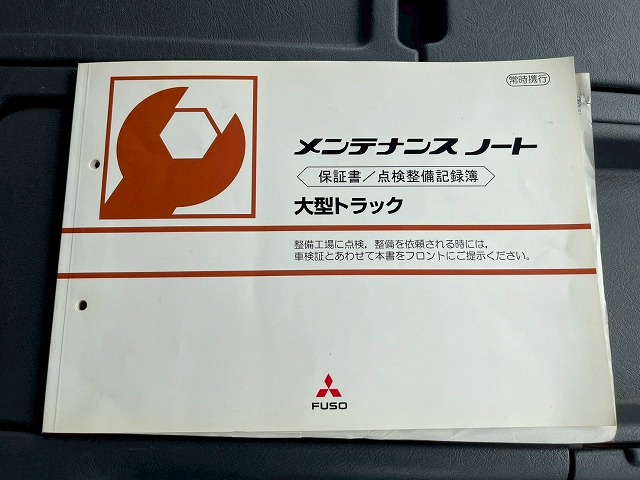 常時携行
メンテナンス ノート
保証書／点検整備記録簿
大型トラック
整備工場に点検，整備を依頼される時には，
車検証とあわせて本書をフロントにご提示ください。
FUSO